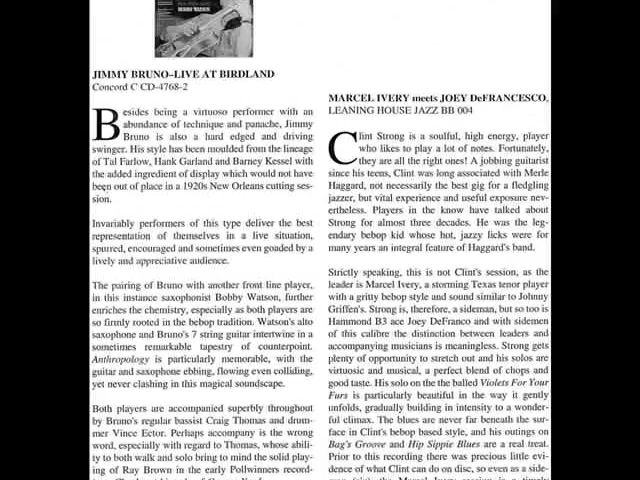 JIMMY BRUNO–LIVE AT BIRDLAND
Concord C CD-4768-2
Besides being a virtuoso performer with an
abundance of technique and panache, Jimmy
Bruno is also a hard edged and driving
swinger. His style has been moulded from the lineage
of Tal Farlow, Hank Garland and Barney Kessel with
the added ingredient of display which would not have
been out of place in a 1920s New Orleans cutting ses-
sion.
Invariably performers of this type deliver the best
representation of themselves in a live situation,
spurred, encouraged and sometimes even goaded by a
lively and appreciative audience.
The pairing of Bruno with another front line player,
in this instance saxophonist Bobby Watson, further
enriches the chemistry, especially as both players are
so firmly rooted in the bebop tradition. Watson's alto
saxophone and Bruno's 7 string guitar intertwine in a
sometimes remarkable tapestry of counterpoint.
Anthropology is particularly memorable, with the
guitar and saxophone ebbing, flowing even colliding,
yet never clashing in this magical soundscape.
Both players are accompanied superbly throughout
by Bruno's regular bassist Craig Thomas and drum-
mer Vince Ector. Perhaps accompany is the wrong
word, especially with regard to Thomas, whose abili-
ty to both walk and solo bring to mind the solid play-
ing of Ray Brown in the early Pollwinners record-
MARCEL IVERY meets JOEY DeFRANCESCO,
LEANING HOUSE JAZZ BB 004
Clint Strong is a soulful, high energy, player
who likes to play a lot of notes. Fortunately,
they are all the right ones! A jobbing guitarist
since his teens, Clint was long associated with Merle
Haggard, not necessarily the best gig for a fledgling
jazzer, but vital experience and useful exposure nev-
ertheless. Players in the know have talked about
Strong for almost three decades. He was the leg-
endary bebop kid whose hot, jazzy licks were for
many years an integral feature of Haggard's band.
Strictly speaking, this is not Clint's session, as the
leader is Marcel Ivery, a storming Texas tenor player
with a gritty bebop style and sound similar to Johnny
Griffen's. Strong is, therefore, a sideman, but so too is
Hammond B3 ace Joey DeFranco and with sidemen
of this calibre the distinction between leaders and
accompanying musicians is meaningless. Strong gets
plenty of opportunity to stretch out and his solos are
virtuosic and musical, a perfect blend of chops and
good taste. His solo on the the balled Violets For Your
Furs is particularly beautiful in the way it gently
unfolds, gradually building in intensity to a wonder-
ful climax. The blues are never far beneath the sur-
face in Clint's bebop based style, and his outings on
Bag's Groove and Hip Sippie Blues are a real treat.
Prior to this recording there was precious little evi-
dence of what Clint can do on disc, so even as a side-